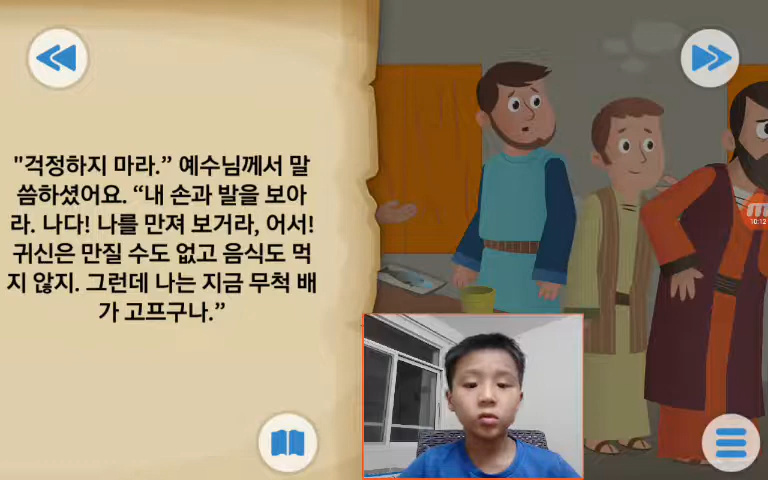 "걱정하지 마라.” 예수님께서 말
씀하셨어요. “내 손과 발을 보아
라. 나다! 나를 만져 보거라, 어서!
귀신은 만질 수도 없고 음식도 먹
지 않지. 그런데 나는 지금 무척 배
가 고프구나.”
10:12